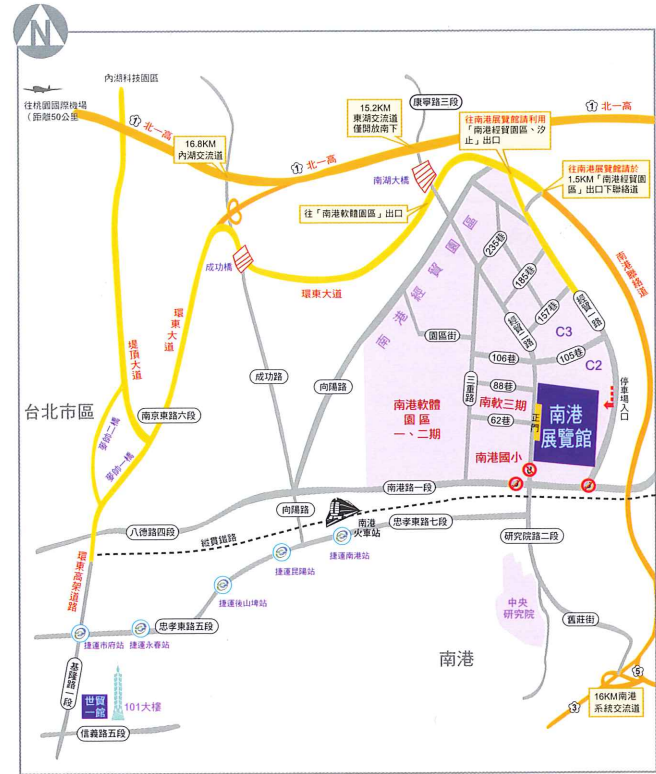 N
內湖科技園區
往桃園國際機場
(距離50公里
1 北一高
16.8KM
內湖交流道
1 北一高
15.2KM
東湖交流道
僅開放南下
康寧路三段
往南港展覽館請利用
「南港經貿園區、汐
止」出口
1 北一高
往南港展覽館請於
1.5KM「南港經貿園
區」出口下聯絡道
南湖大橋
往「南港軟體園區」出口
成功橋
環東大道
環東大道
堤頂大道
南港經貿園區
235巷
185巷
157巷
經貿二路
經貿一路
南港聯絡道
C3
園區街
106巷
105巷
C2
成功路
向陽路
三重路
88巷
南軟三期
62巷
正門
南港
展覽館
停車場入口
南港軟體
園區
一、二期
台北市區
南京東路六段
麥帥二橋
麥帥一橋
南港國小
南港路一段
八德路四段
縱貫鐵路
向陽路
南港
火車站
忠孝東路七段
捷運南港站
捷運昆陽站
研究院路二段
環東高架道路
捷運後山埤站
中央
研究院
舊莊街
忠孝東路五段
捷運市府站
捷運永春站
南港
基隆路一段
世貿
一館
101大樓
信義路五段
5
3
16KM南港
系統交流道